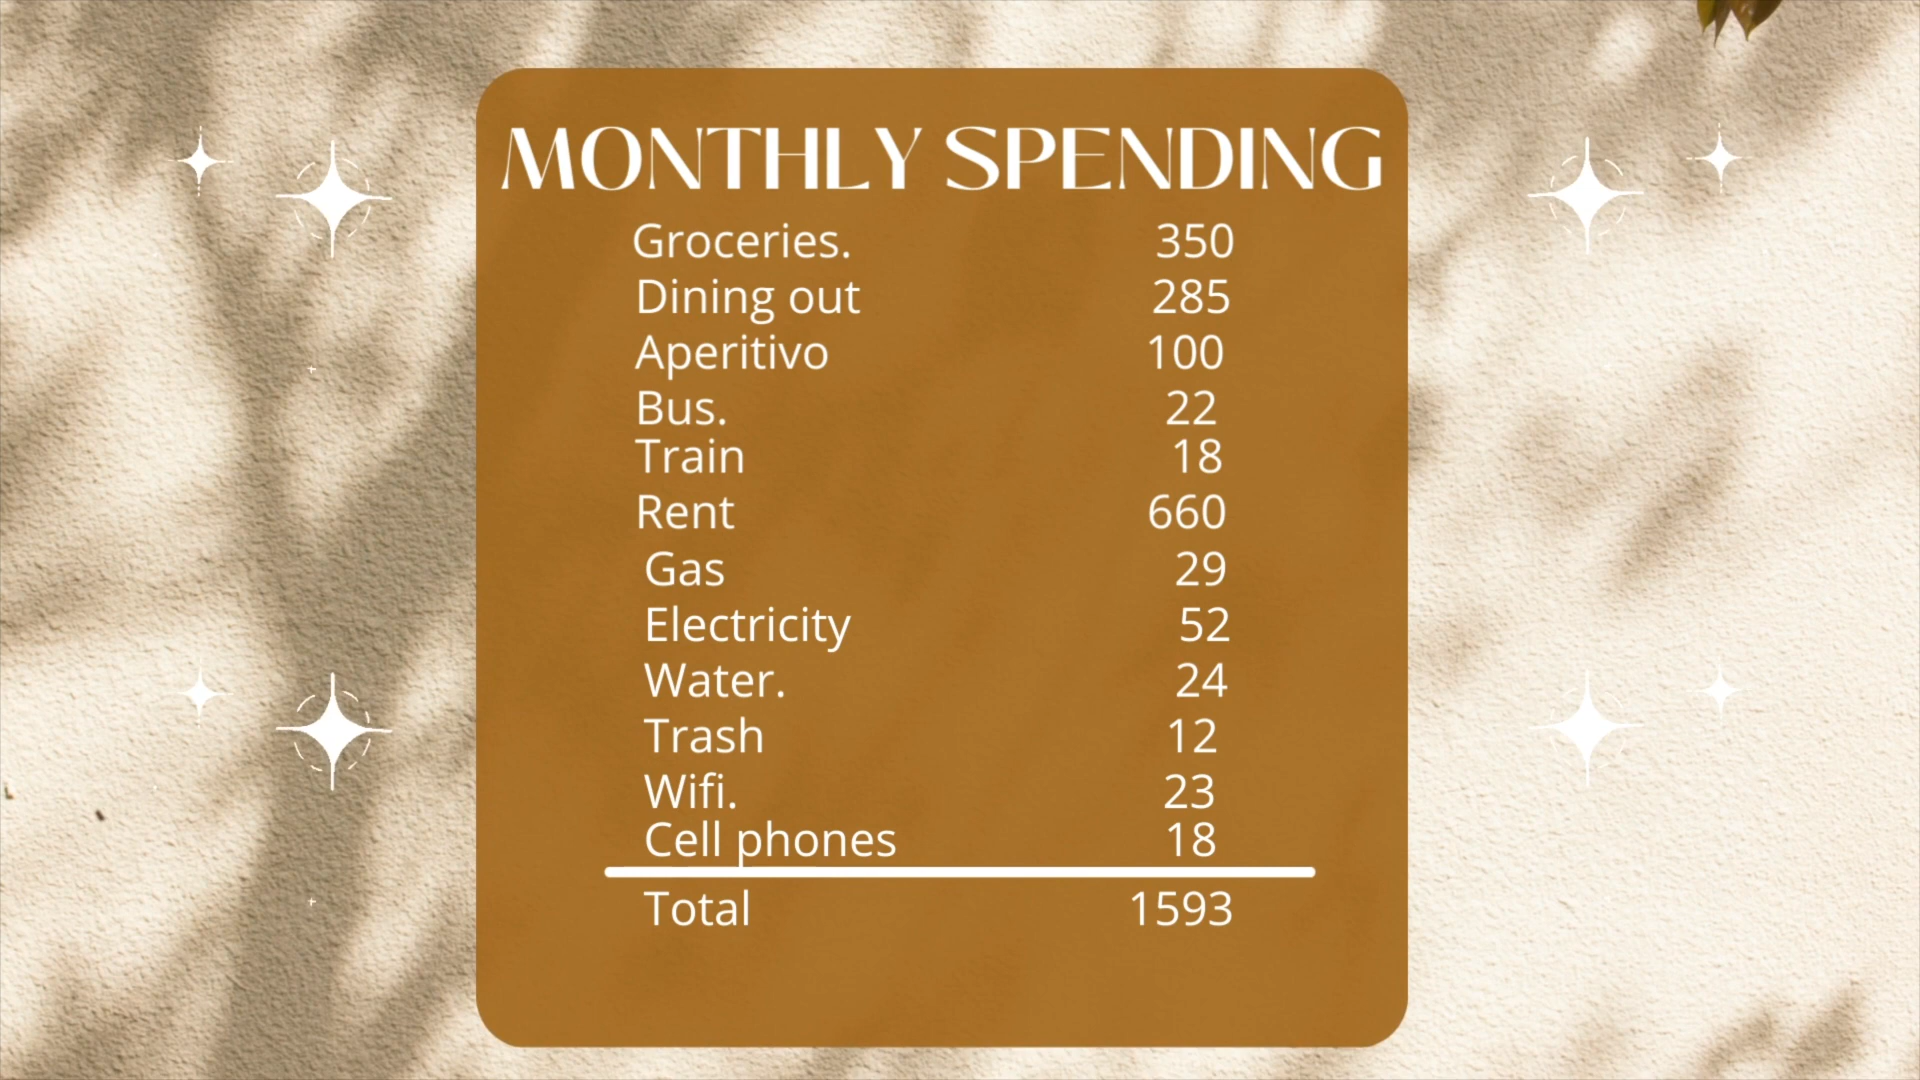 MONTHLY SPENDING
Groceries. 350
Dining out 285
Aperitivo 100
Bus. 22
Train 18
Rent 660
Gas 29
Electricity 52
Water. 24
Trash 12
Wifi. 23
Cell phones 18
Total 1593